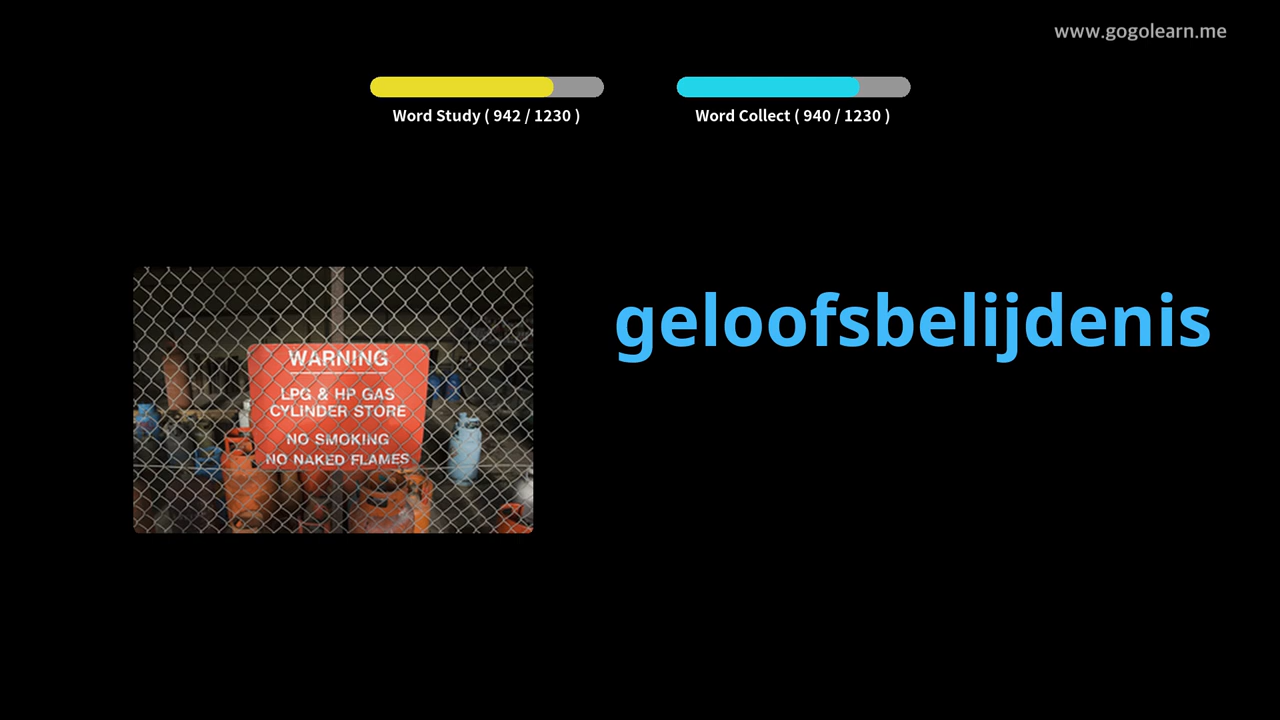 www.gogolearn.me
Word Study ( 942 / 1230 )
Word Collect ( 940 / 1230 )
geloofsbelijdenis
WARNING
LPG & HP GAS
CYLINDER STORE
NO SMOKING
NO NAKED FLAMES